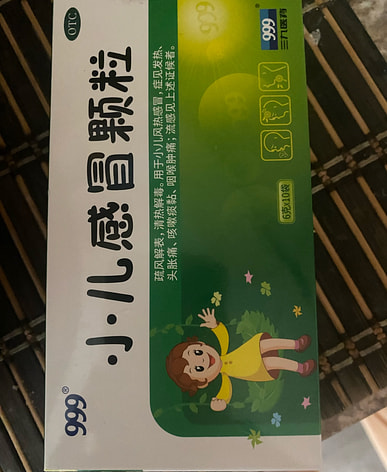 999®
小儿感冒颗粒
OTC
疏风解表，清热解毒。用于小儿风热感冒，症见发热、
头胀痛、咳嗽痰黏、咽喉肿痛；流感见上述证候者。
6克x10袋
999
三九医药